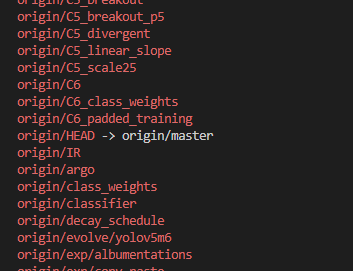 origin/C5_breakout
origin/C5_breakout_p5
origin/C5_divergent
origin/C5_linear_slope
origin/C5_scale25
origin/C6
origin/C6_class_weights
origin/C6_padded_training
origin/HEAD -> origin/master
origin/IR
origin/argo
origin/class_weights
origin/classifier
origin/decay_schedule
origin/evolve/yolov5m6
origin/exp/albumentations
origin/exp/copy_paste